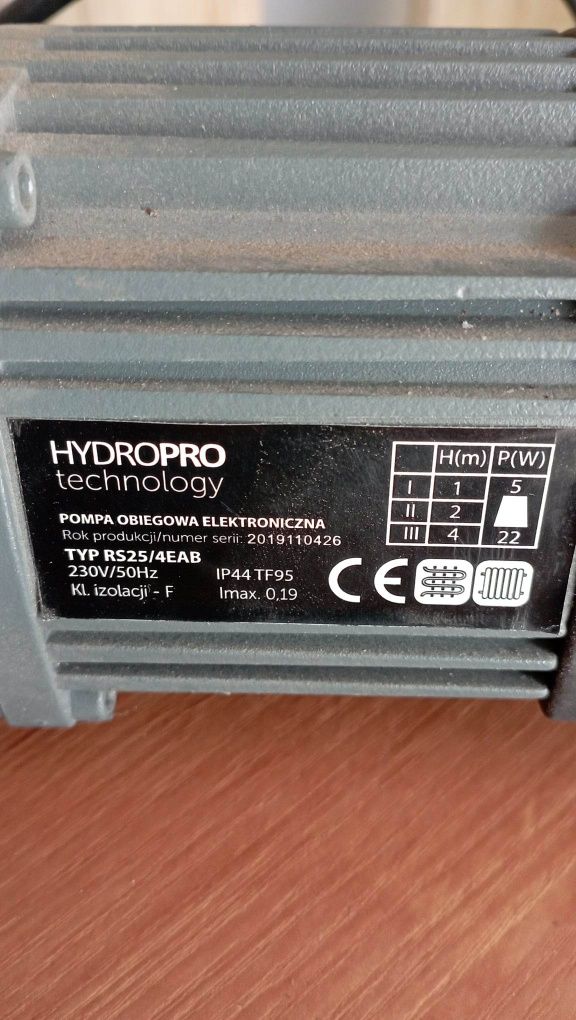 HYDROPRO
technology
POMPA OBIEGOWA ELEKTRONICZNA
Rok produkcji/numer serii: 2019110426
TYP RS25/4EAB
230V/50Hz IP44 TF95
Kl. izolacji - F Imax. 0,19
H(m) P(W)
I 1 5
II 2
III 4 22
CE